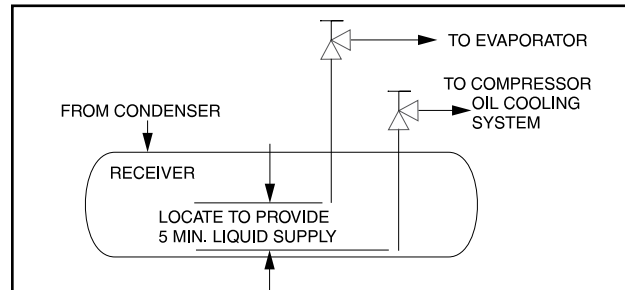 TO EVAPORATOR
TO COMPRESSOR
OIL COOLING
SYSTEM
FROM CONDENSER
RECEIVER
LOCATE TO PROVIDE
5 MIN. LIQUID SUPPLY